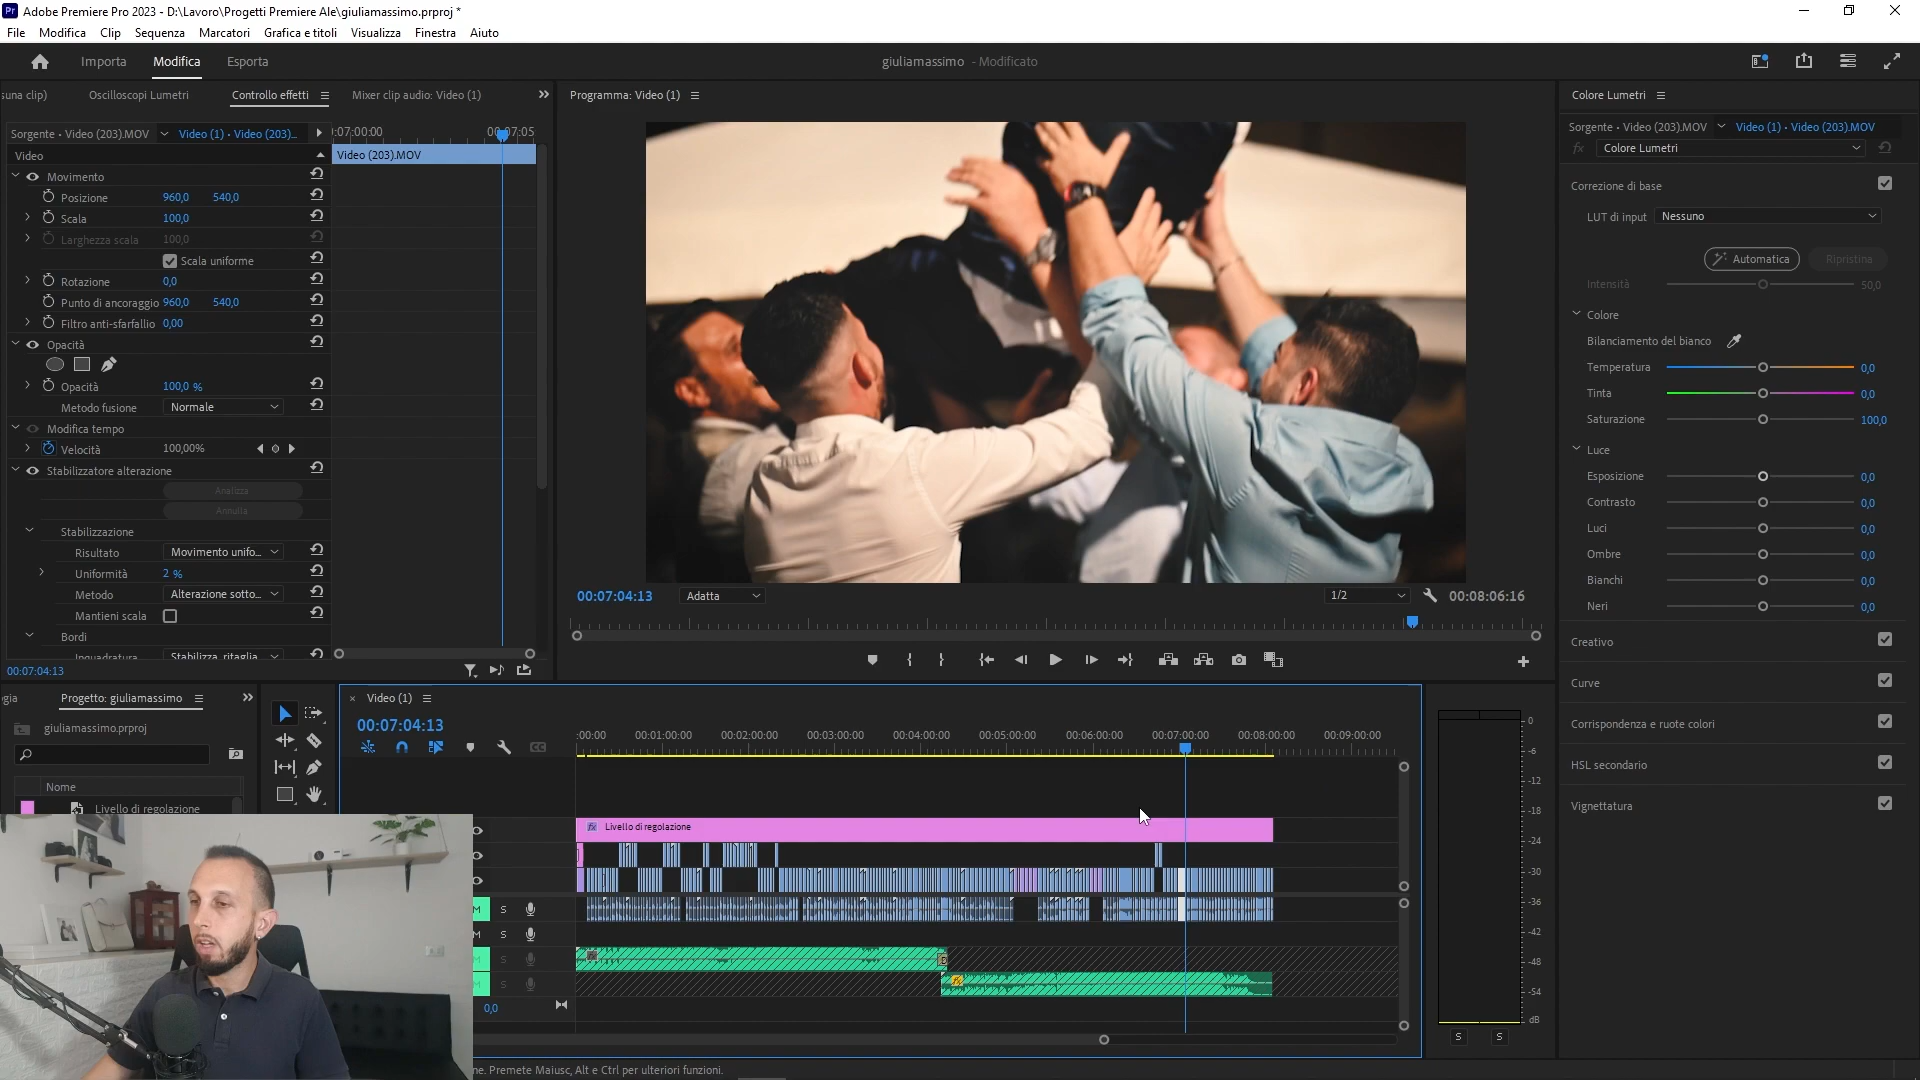 Adobe Premiere Pro 2023 - D:\Lavoro\Progetti Premiere Ale\giuliamassimo.prproj *
File Modifica Clip Sequenza Marcatori Grafica e titoli Visualizza Finestra Aiuto
Importa Modifica Esporta
giuliamassimo - Modificato
suna clip) Oscilloscopi Lumetri Controllo effetti Mixer clip audio: Video (1)
Programma: Video (1)
Colore Lumetri
Sorgente • Video (203).MOV Video (1) • Video (203)...
:07:00:00 00:07:05
Sorgente • Video (203).MOV Video (1) • Video (203).MOV
fx Colore Lumetri
Video
Video (203).MOV
Movimento
Posizione 960,0 540,0
Scala 100,0
Larghezza scala 100,0
Scala uniforme
Rotazione 0,0
Punto di ancoraggio 960,0 540,0
Filtro anti-sfarfallio 0,00
Opacità
Opacità 100,0 %
Metodo fusione Normale
Modifica tempo
Velocità 100,00%
Stabilizzatore alterazione
Analizza
Annulla
Stabilizzazione
Risultato Movimento unifo...
Uniformità 2 %
Metodo Alterazione sotto...
Mantieni scala
Bordi
Inquadratura Stabilizza, ritaglia...
00:07:04:13
00:07:04:13 Adatta 1/2 00:08:06:16
Correzione di base
LUT di input Nessuno
Automatica Ripristina
Intensità 50,0
Colore
Bilanciamento del bianco
Temperatura 0,0
Tinta 0,0
Saturazione 100,0
Luce
Esposizione 0,0
Contrasto 0,0
Luci 0,0
Ombre 0,0
Bianchi 0,0
Neri 0,0
Creativo
Curve
Corrispondenza e ruote colori
HSL secondario
Vignettatura
gia Progetto: giuliamassimo
giuliamassimo.prproj
Nome
Livello di regolazione
Video (1)
00:07:04:13
:00:00 00:01:00:00 00:02:00:00 00:03:00:00 00:04:00:00 00:05:00:00 00:06:00:00 00:07:00:00 00:08:00:00 00:09:00:00
fx Livello di regolazione
M S
M S
M S
M S
0,0
0
-6
-12
-18
-24
-30
-36
-42
-48
-54
dB
S S
ne. Premete Maiusc, Alt e Ctrl per ulteriori funzioni.